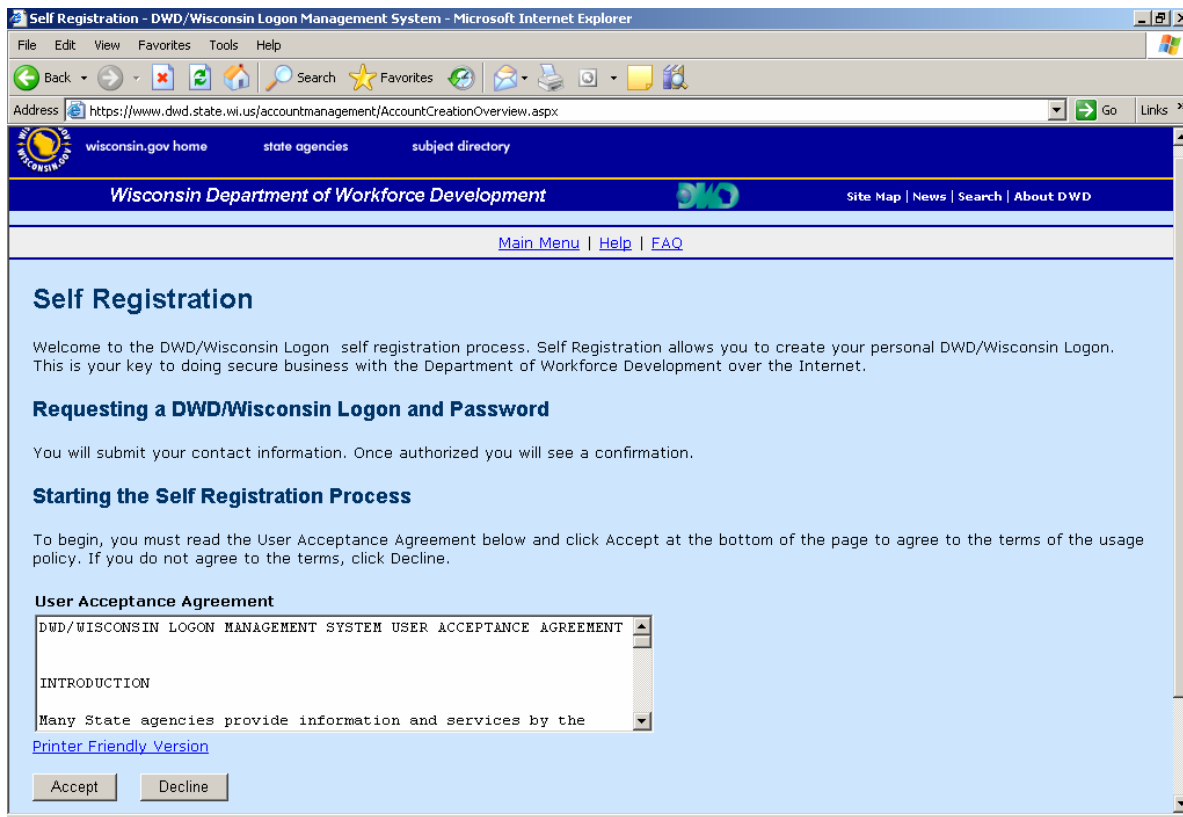 Self Registration - DWD/Wisconsin Logon Management System - Microsoft Internet Explorer
File Edit View Favorites Tools Help
Back Search Favorites
Address https://www.dwd.state.wi.us/accountmanagement/AccountCreationOverview.aspx Go Links »
wisconsin.gov home state agencies subject directory
Wisconsin Department of Workforce Development DWD Site Map | News | Search | About DWD
Main Menu | Help | FAQ
Self Registration
Welcome to the DWD/Wisconsin Logon self registration process. Self Registration allows you to create your personal DWD/Wisconsin Logon.
This is your key to doing secure business with the Department of Workforce Development over the Internet.
Requesting a DWD/Wisconsin Logon and Password
You will submit your contact information. Once authorized you will see a confirmation.
Starting the Self Registration Process
To begin, you must read the User Acceptance Agreement below and click Accept at the bottom of the page to agree to the terms of the usage
policy. If you do not agree to the terms, click Decline.
User Acceptance Agreement
DWD/WISCONSIN LOGON MANAGEMENT SYSTEM USER ACCEPTANCE AGREEMENT
INTRODUCTION
Many State agencies provide information and services by the
Printer Friendly Version
Accept Decline